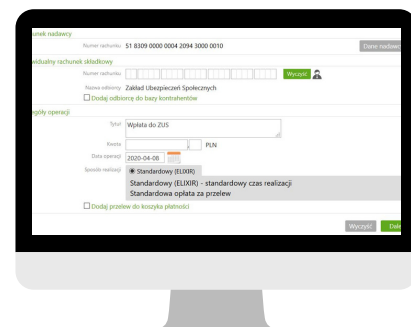 unek nadawcy
Numer rachunku 51 8309 0000 0004 2094 3000 0010 Dane nadawcy
widualny rachunek składkowy
Numer rachunku Wyczyść
Nazwa odbiorcy Zakład Ubezpieczeń Społecznych
Dodaj odbiorcę do bazy kontrahentów
egóły operacji
Tytuł Wpłata do ZUS
Kwota , PLN
Data operacji 2020-04-08
Sposób realizacji Standardowy (ELIXIR)
Standardowy (ELIXIR) - standardowy czas realizacji
Standardowa opłata za przelew
Dodaj przelew do koszyka płatności
Wyczyść Dale